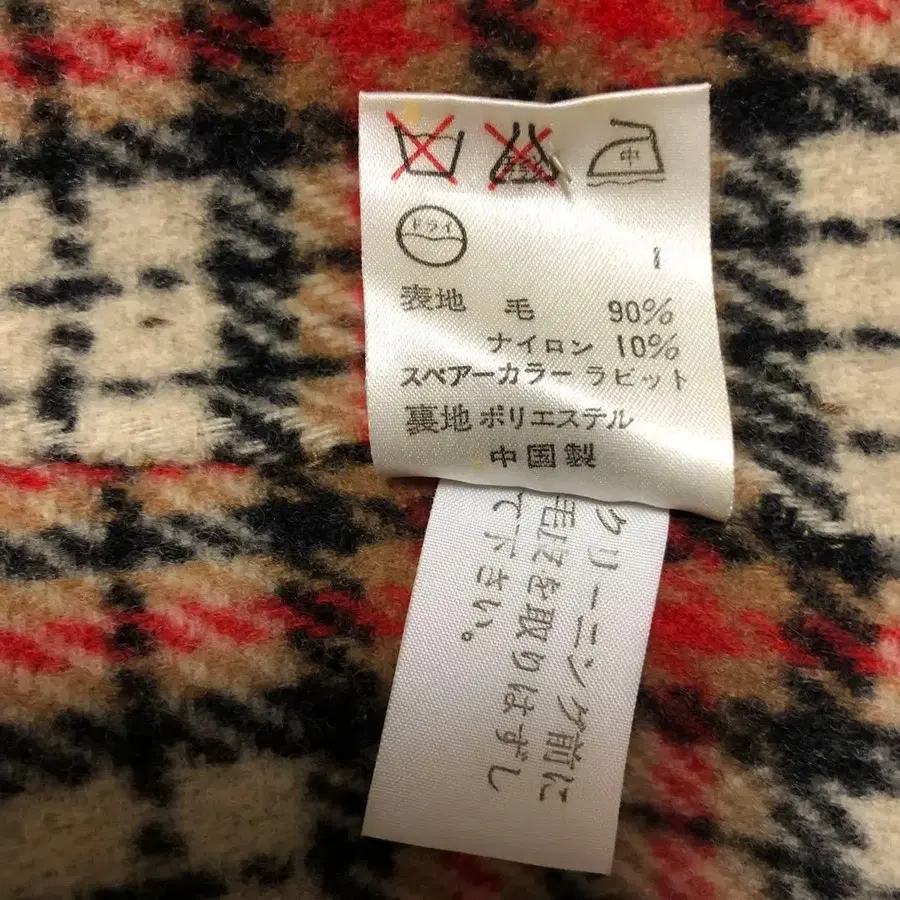 中
ドライ
1
表地 毛 90%
ナイロン 10%
スペアーカラー ラビット
裏地 ポリエステル
中国製
クリーニング前に
毛皮を取りはずし
て下さい。